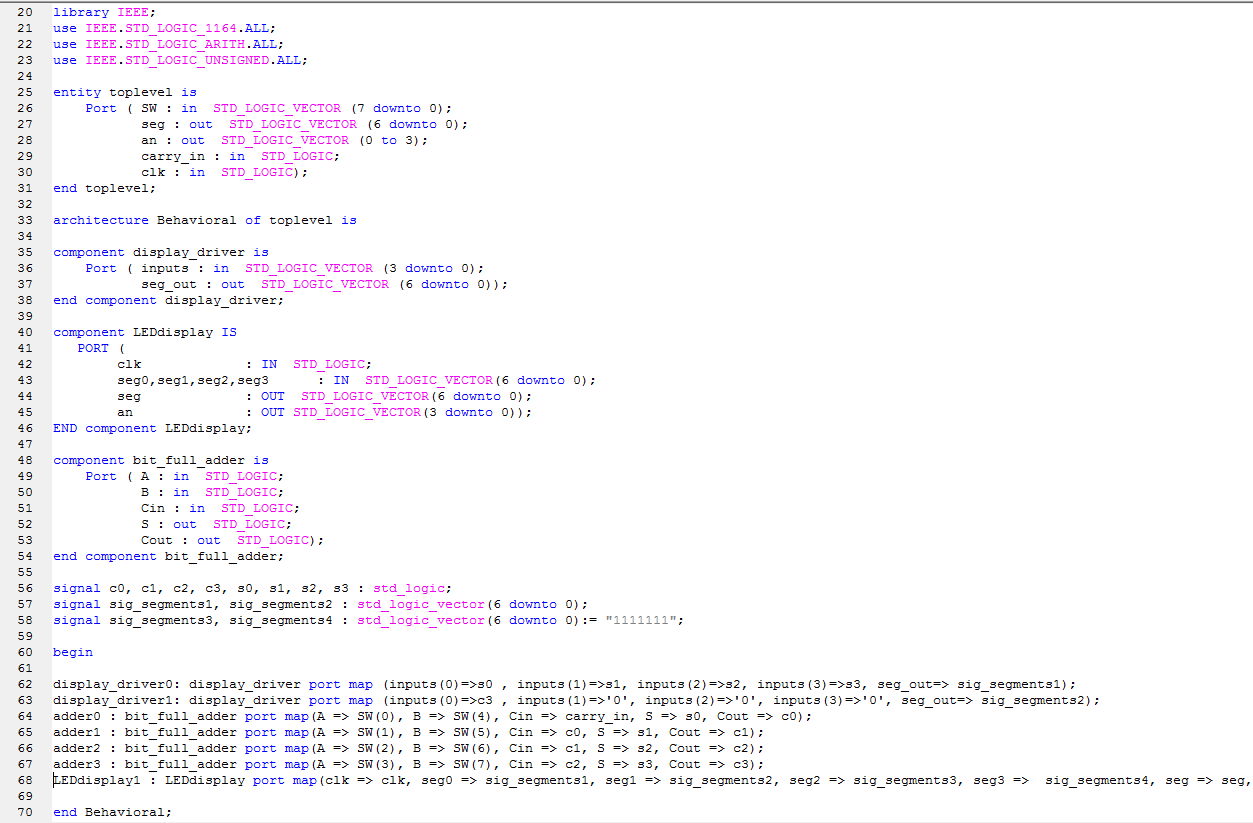 20 library IEEE;
21 use IEEE.STD_LOGIC_1164.ALL;
22 use IEEE.STD_LOGIC_ARITH.ALL;
23 use IEEE.STD_LOGIC_UNSIGNED.ALL;
24
25 entity toplevel is
26     Port ( SW : in  STD_LOGIC_VECTOR (7 downto 0);
27            seg : out  STD_LOGIC_VECTOR (6 downto 0);
28            an : out  STD_LOGIC_VECTOR (0 to 3);
29            carry_in : in  STD_LOGIC;
30            clk : in  STD_LOGIC);
31 end toplevel;
32
33 architecture Behavioral of toplevel is
34
35 component display_driver is
36     Port ( inputs : in  STD_LOGIC_VECTOR (3 downto 0);
37            seg_out : out  STD_LOGIC_VECTOR (6 downto 0));
38 end component display_driver;
39
40 component LEDdisplay IS
41    PORT (
42         clk             : IN  STD_LOGIC;
43         seg0,seg1,seg2,seg3      : IN  STD_LOGIC_VECTOR(6 downto 0);
44         seg             : OUT  STD_LOGIC_VECTOR(6 downto 0);
45         an              : OUT STD_LOGIC_VECTOR(3 downto 0));
46 END component LEDdisplay;
47
48 component bit_full_adder is
49     Port ( A : in  STD_LOGIC;
50            B : in  STD_LOGIC;
51            Cin : in  STD_LOGIC;
52            S : out  STD_LOGIC;
53            Cout : out  STD_LOGIC);
54 end component bit_full_adder;
55
56 signal c0, c1, c2, c3, s0, s1, s2, s3 : std_logic;
57 signal sig_segments1, sig_segments2 : std_logic_vector(6 downto 0);
58 signal sig_segments3, sig_segments4 : std_logic_vector(6 downto 0):= "1111111";
59
60 begin
61
62 display_driver0: display_driver port map (inputs(0)=>s0 , inputs(1)=>s1, inputs(2)=>s2, inputs(3)=>s3, seg_out=> sig_segments1);
63 display_driver1: display_driver port map (inputs(0)=>c3 , inputs(1)=>'0', inputs(2)=>'0', inputs(3)=>'0', seg_out=> sig_segments2);
64 adder0 : bit_full_adder port map(A => SW(0), B => SW(4), Cin => carry_in, S => s0, Cout => c0);
65 adder1 : bit_full_adder port map(A => SW(1), B => SW(5), Cin => c0, S => s1, Cout => c1);
66 adder2 : bit_full_adder port map(A => SW(2), B => SW(6), Cin => c1, S => s2, Cout => c2);
67 adder3 : bit_full_adder port map(A => SW(3), B => SW(7), Cin => c2, S => s3, Cout => c3);
68 LEDdisplay1 : LEDdisplay port map(clk => clk, seg0 => sig_segments1, seg1 => sig_segments2, seg2 => sig_segments3, seg3 =>  sig_segments4, seg => seg,
69
70 end Behavioral;